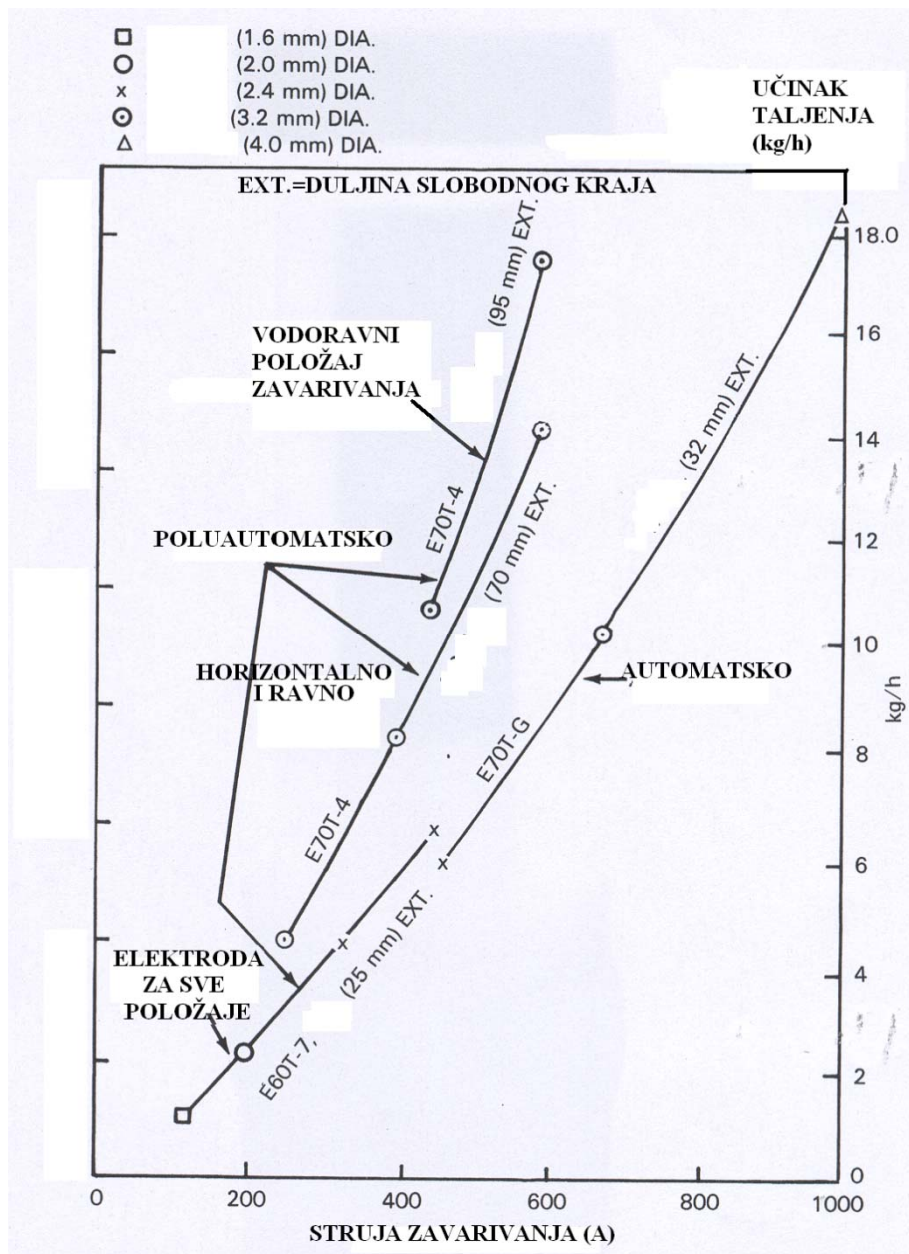 (1.6 mm) DIA.
(2.0 mm) DIA.
x (2.4 mm) DIA.
(3.2 mm) DIA.
(4.0 mm) DIA.
UČINAK
TALJENJA
(kg/h)
EXT.=DULJINA SLOBODNOG KRAJA
(95 mm) EXT.
18.0
VODORAVNI
POLOŽAJ
ZAVARIVANJA
16
(32 mm) EXT.
14
E70T-4
POLUAUTOMATSKO
(70 mm) EXT.
12
10
HORIZONTALNO
I RAVNO
AUTOMATSKO
kg/h
E70T-G
8
E70T-4
6
(25 mm) EXT.
ELEKTRODA
ZA SVE
POLOŽAJE
4
E60T-7,
2
0
0 200 400 600 800 1000
STRUJA ZAVARIVANJA (A)